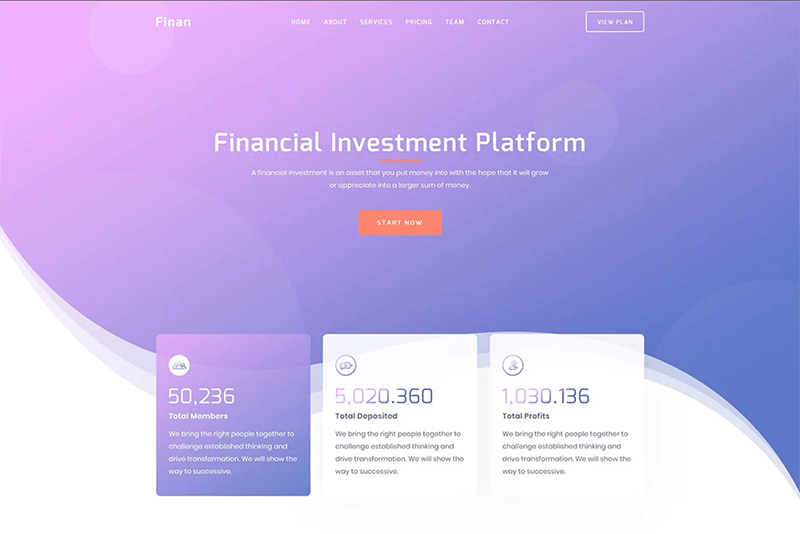 Finan
HOME ABOUT SERVICES PRICING TEAM CONTACT
VIEW PLAN
Financial Investment Platform
A financial investment is an asset that you put money into with the hope that it will grow
or appreciate into a larger sum of money.
START NOW
50,236
Total Members
We bring the right people together to
challenge established thinking and
drive transformation. We will show the
way to successive.
5,020.360
Total Deposited
We bring the right people together to
challenge established thinking and
drive transformation. We will show the
way to successive.
1,030.136
Total Profits
We bring the right people together to
challenge established thinking and
drive transformation. We will show the
way to successive.